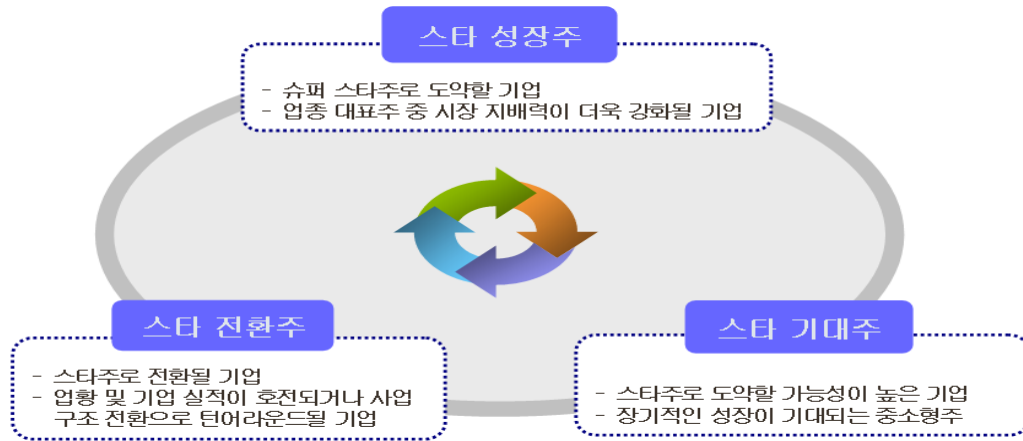 스타 성장주
- 슈퍼 스타주로 도약할 기업
- 업종 대표주 중 시장 지배력이 더욱 강화될 기업
스타 전환주
- 스타주로 전환될 기업
- 업황 및 기업 실적이 호전되거나 사업
구조 전환으로 턴어라운드될 기업
스타 기대주
- 스타주로 도약할 가능성이 높은 기업
- 장기적인 성장이 기대되는 중소형주